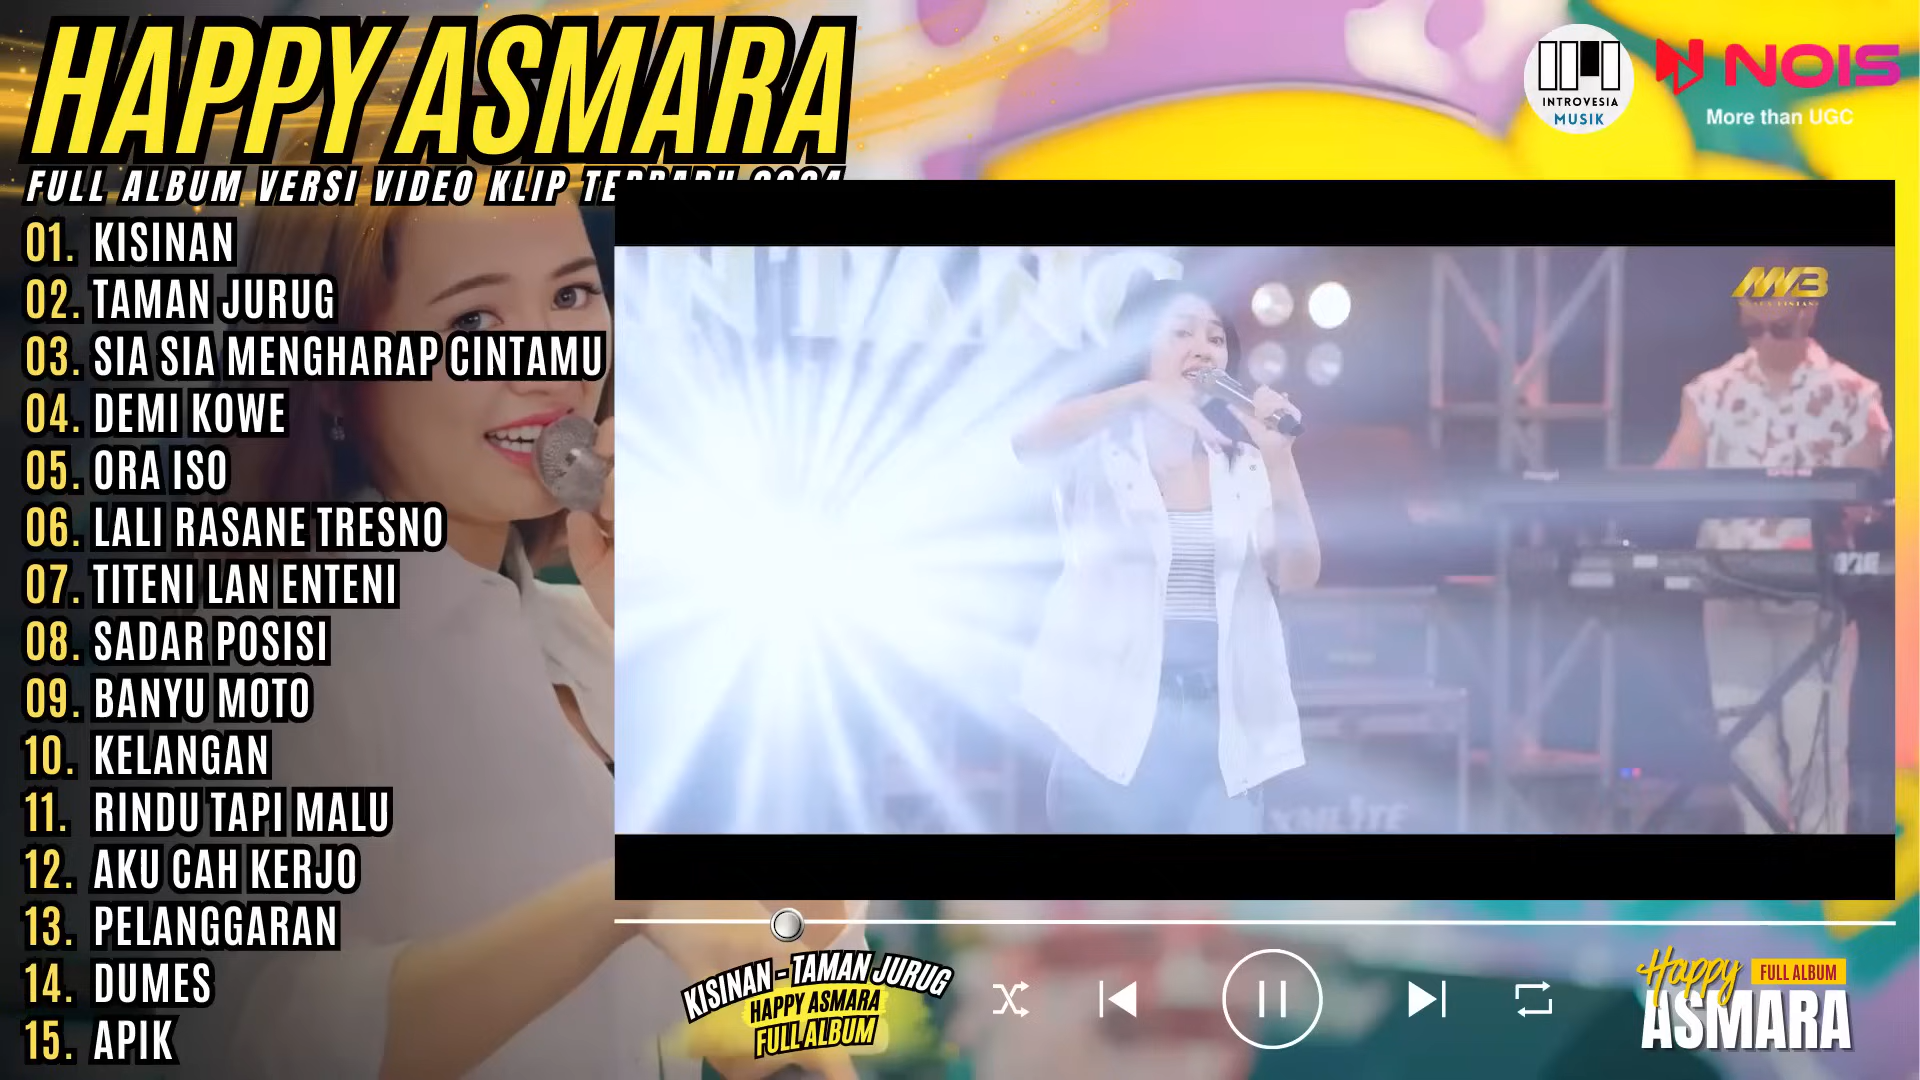 HAPPY ASMARA
FULL ALBUM VERSI VIDEO KLIP
01. KISINAN
02. TAMAN JURUG
03. SIA SIA MENGHARAP CINTAMU
04. DEMI KOWE
05. ORA ISO
06. LALI RASANE TRESNO
07. TITENI LAN ENTENI
08. SADAR POSISI
09. BANYU MOTO
10. KELANGAN
11. RINDU TAPI MALU
12. AKU CAH KERJO
13. PELANGGARAN
14. DUMES
15. APIK
INTROVESIA
MUSIK
NOIS
More than UGC
KISINAN - TAMAN JURUG
HAPPY ASMARA
FULL ALBUM
Happy
FULL ALBUM
ASMARA